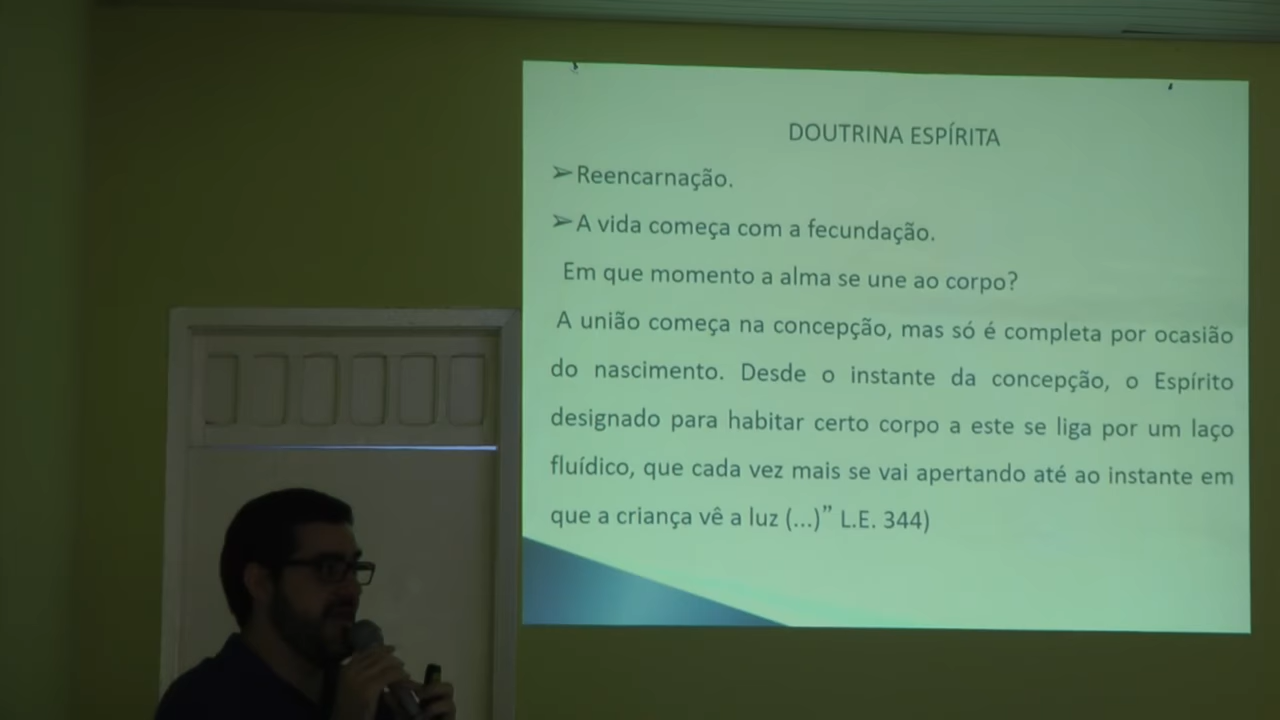 DOUTRINA ESPÍRITA
➢Reencarnação.
➢A vida começa com a fecundação.
Em que momento a alma se une ao corpo?
A união começa na concepção, mas só é completa por ocasião
do nascimento. Desde o instante da concepção, o Espírito
designado para habitar certo corpo a este se liga por um laço
fluídico, que cada vez mais se vai apertando até ao instante em
que a criança vê a luz (...)” L.E. 344)